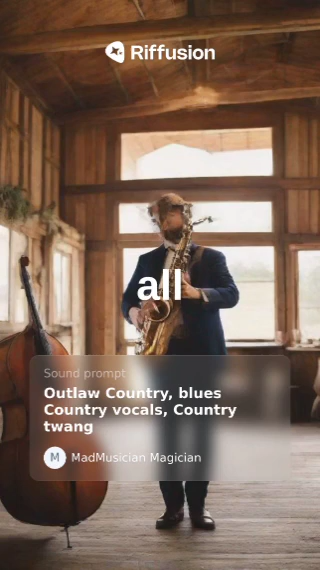 Riffusion
all
Sound prompt
Outlaw Country, blues
Country vocals, Country
twang
M MadMusician Magician